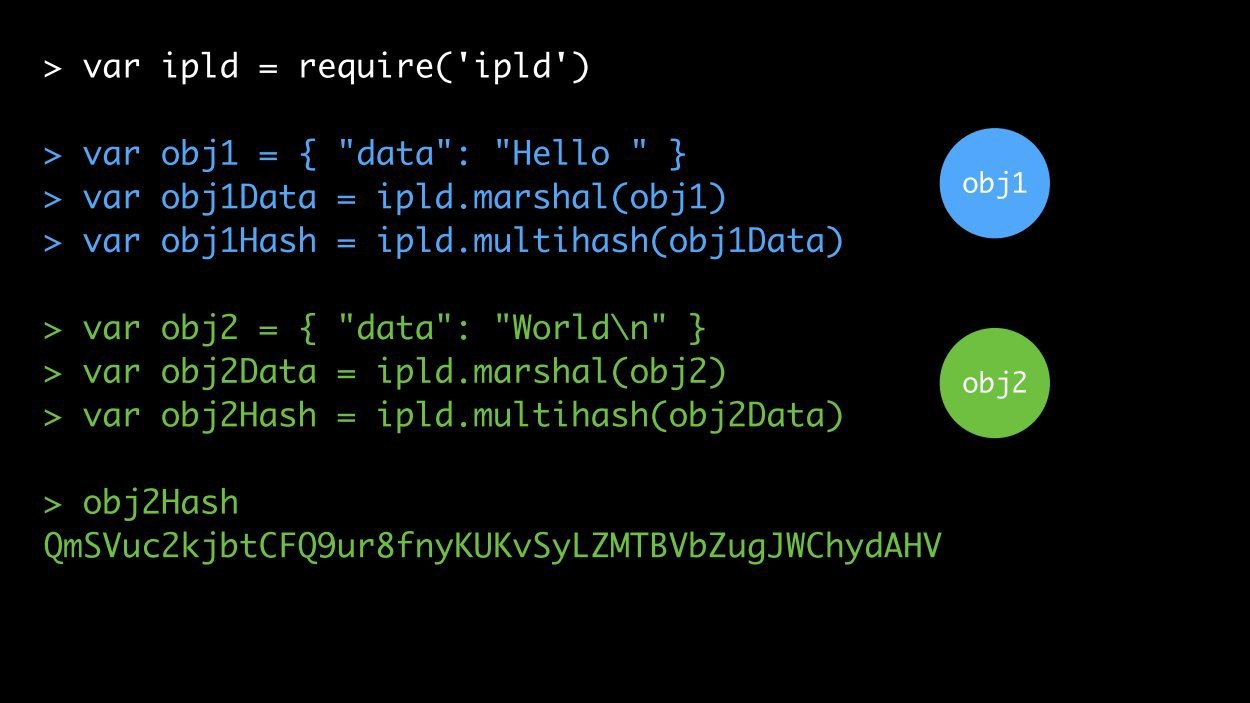 > var ipld = require('ipld')
> var obj1 = { "data": "Hello " }
> var obj1Data = ipld.marshal(obj1)
> var obj1Hash = ipld.multihash(obj1Data)
obj1
> var obj2 = { "data": "World\n" }
> var obj2Data = ipld.marshal(obj2)
> var obj2Hash = ipld.multihash(obj2Data)
obj2
> obj2Hash
QmSVuc2kjbtCFQ9ur8fnyKUKvSyLZMTBVbZugJWChydAHV